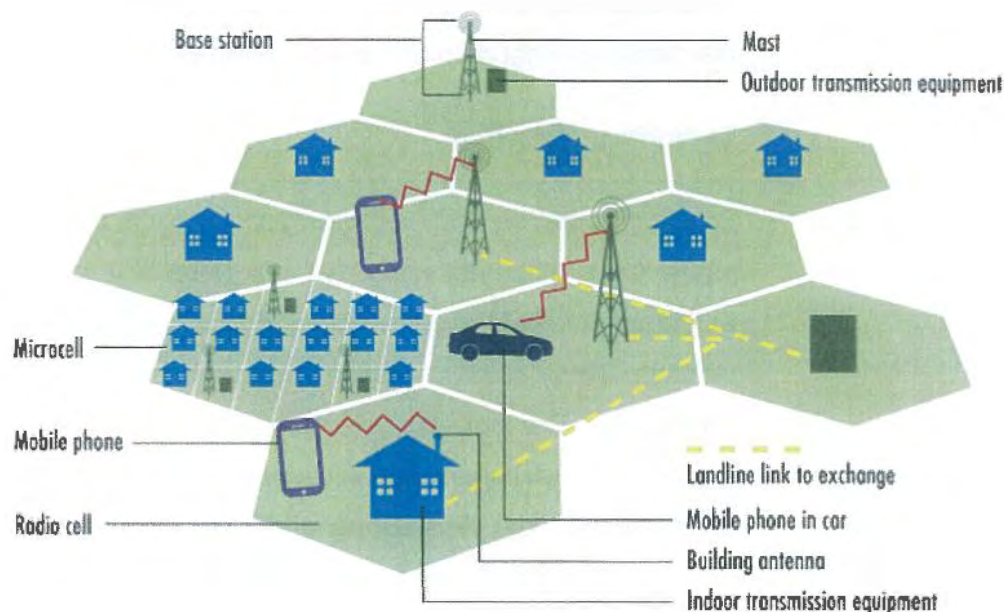 Base station
Mast
Outdoor transmission equipment
Microcell
Mobile phone
Radio cell
Landline link to exchange
Mobile phone in car
Building antenna
Indoor transmission equipment